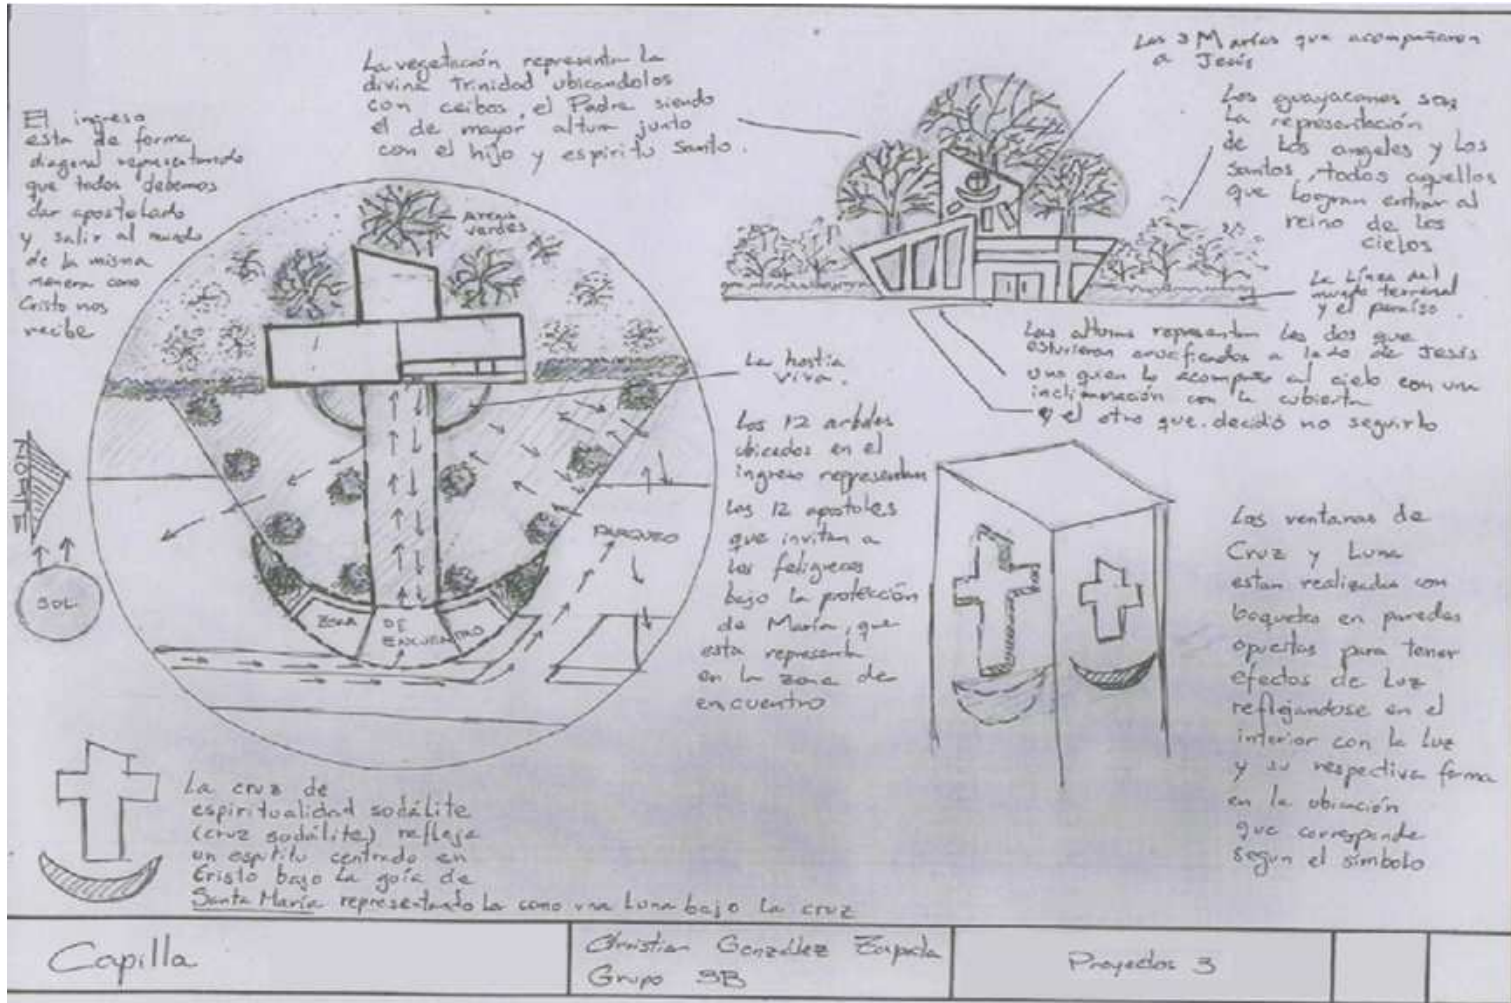 El ingreso
esta de forma
diagonal representando
que todos debemos
dar apostolado
y salir al mundo
de la misma
manera como
Cristo nos
recibe
La vegetación representa la
divina Trinidad ubicandolos
con ceibos, el Padre siendo
el de mayor altura junto
con el hijo y espiritu santo.
Las 3 Marías que acompañaron
a Jesús
Los guayacanes son
la representación
de los angeles y los
Santos, todos aquellos
que logran entrar al
reino de los
cielos
La Línea del
mundo terrenal
y el paraíso.
Las alturas representan los dos que
estuvieron crucificados a lado de Jesús
uno quien lo acompaño al cielo con una
inclinación con la cubierta
y el otro que decidió no seguirlo
Areas
verdes
La hostia
viva.
Los 12 arboles
ubicados en el
ingreso representan
los 12 apostoles
que invitan a
los feligreses
bajo la protección
de María, que
esta representa
en la zona de
encuentro
NORTE
SOL
PARQUEO
ZONA DE ENCUENTRO
Las ventanas de
Cruz y Luna
estan realizadas con
boquetes en paredes
opuestas para tener
efectos de Luz
reflejandose en el
interior con la Luz
y su respectiva forma
en la ubicación
que corresponde
segun el símbolo
La cruz de
espiritualidad sodálite
(cruz sodálite) refleja
un espíritu centrado en
Cristo bajo la guía de
Santa María representando la como una Luna bajo la cruz
Capilla
Christian González Zapata
Grupo 3B
Proyectos 3